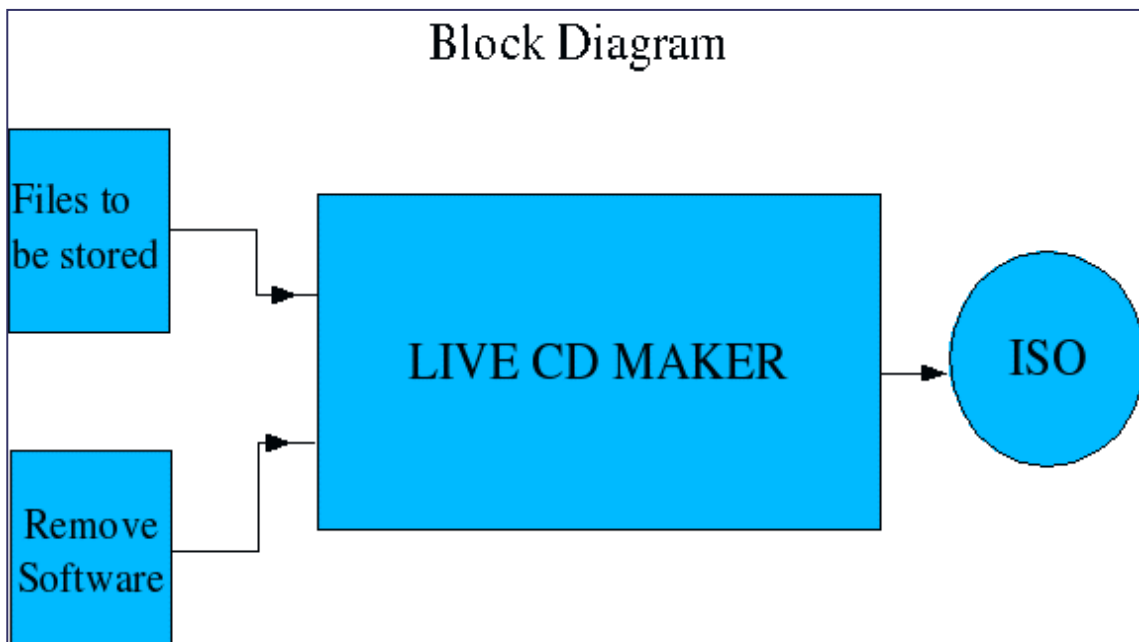 Block Diagram
Files to
be stored
LIVE CD MAKER
ISO
Remove
Software